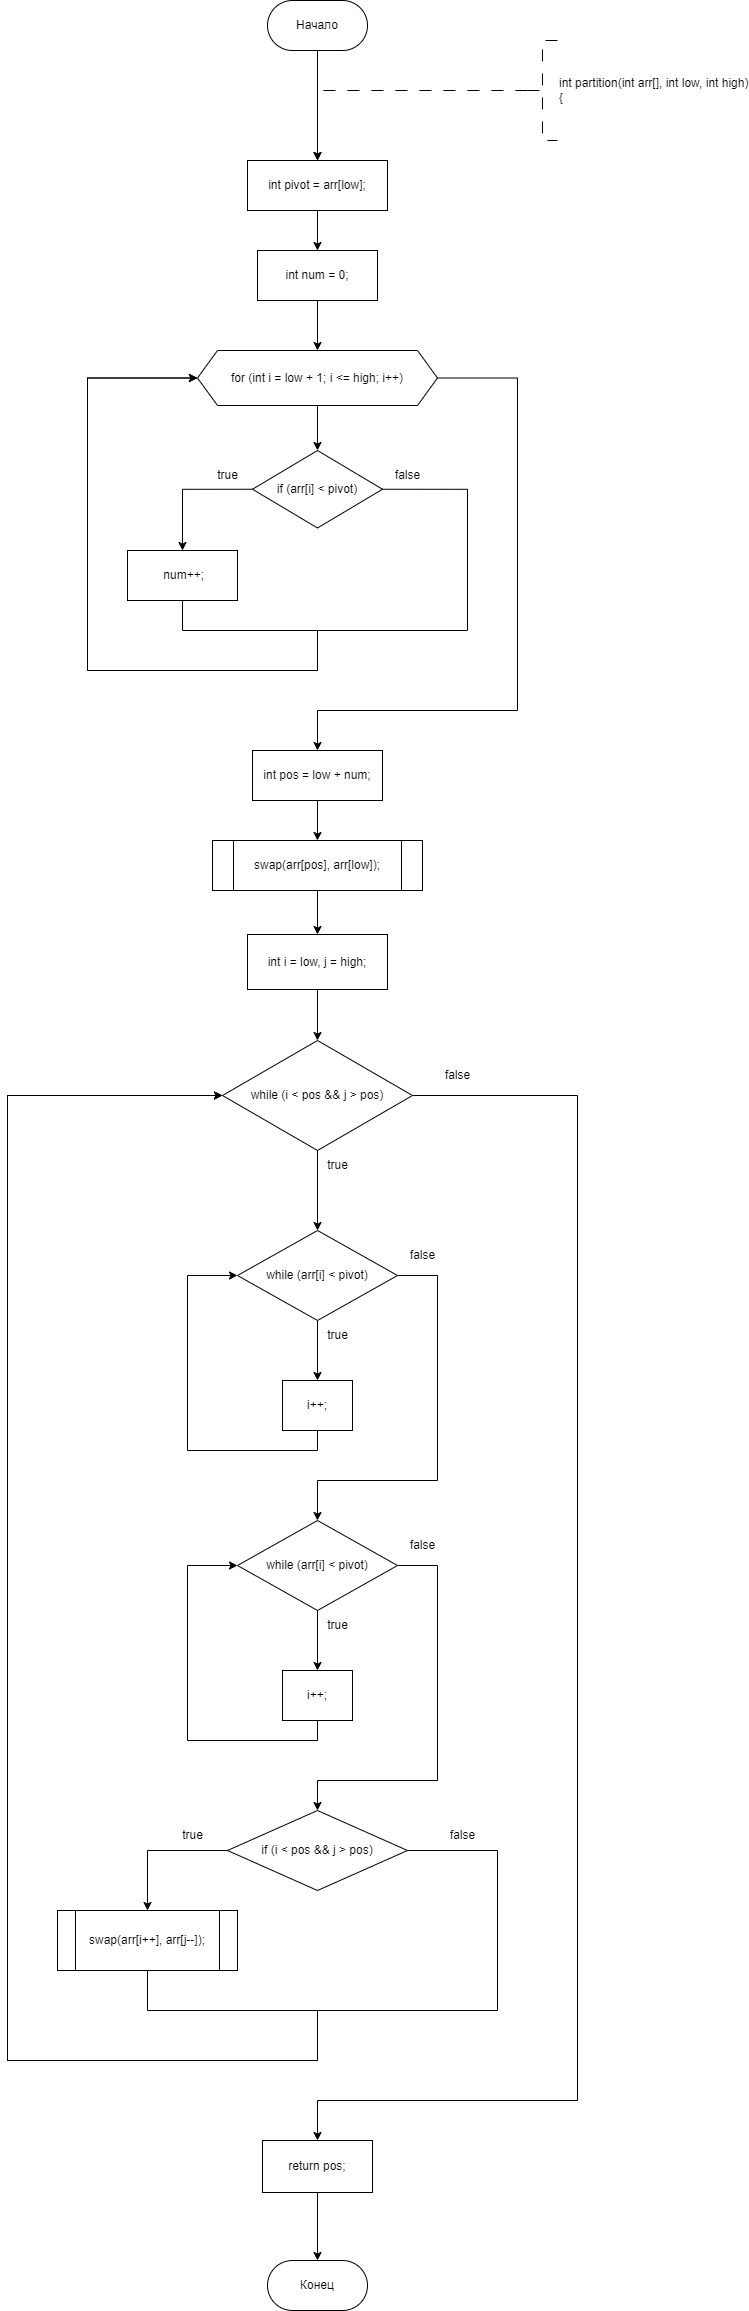 Начало
int partition(int arr[], int low, int high)
{
int pivot = arr[low];
int num = 0;
for (int i = low + 1; i <= high; i++)
true
false
if (arr[i] < pivot)
num++;
int pos = low + num;
swap(arr[pos], arr[low]);
int i = low, j = high;
false
while (i < pos && j > pos)
true
false
while (arr[i] < pivot)
true
i++;
false
while (arr[i] < pivot)
true
i++;
true
false
if (i < pos && j > pos)
swap(arr[i++], arr[j--]);
return pos;
Конец